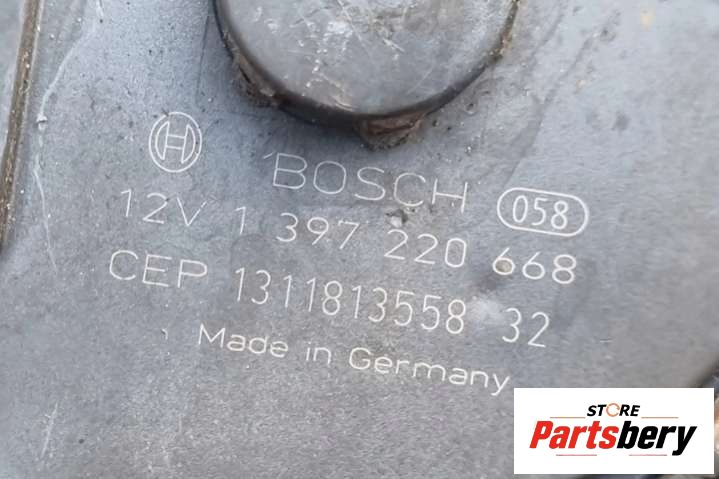 BOSCH 058
12V 1 397 220 668
CEP 1311813558 32
Made in Germany
STORE
Partsbery